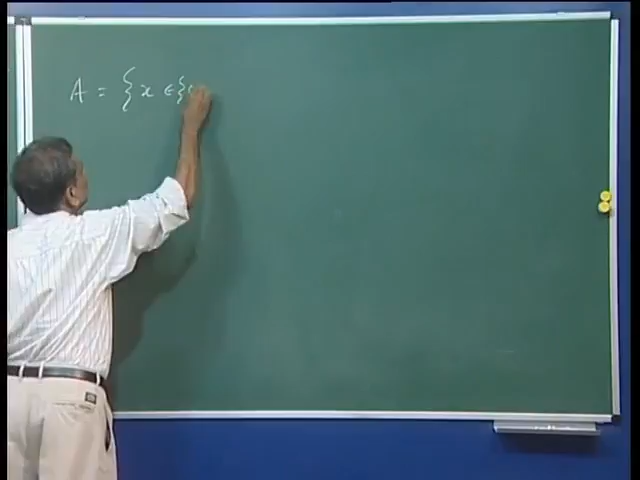 A = { x ∈ {